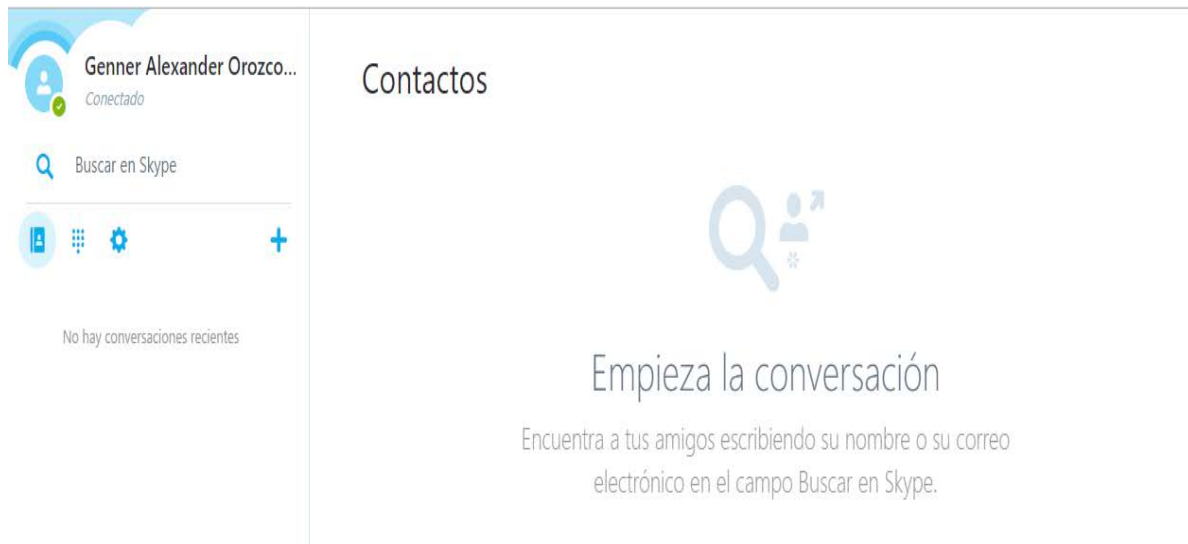 Genner Alexander Orozco...
Conectado
Buscar en Skype
No hay conversaciones recientes
Contactos
Empieza la conversación
Encuentra a tus amigos escribiendo su nombre o su correo
electrónico en el campo Buscar en Skype.